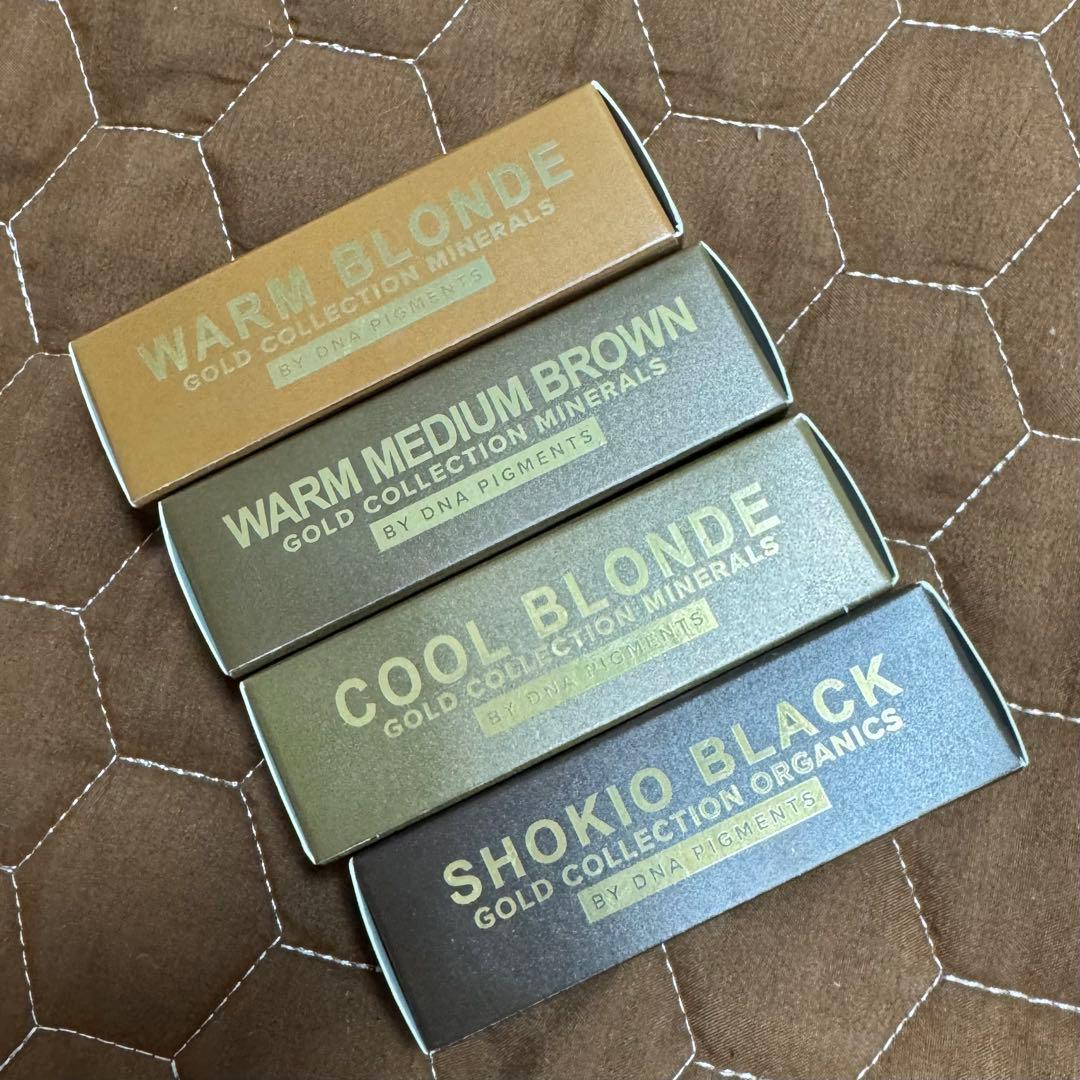 WARM BLONDE
GOLD COLLECTION MINERALS
BY DNA PIGMENTS
WARM MEDIUM BROWN
GOLD COLLECTION MINERALS
BY DNA PIGMENTS
COOL BLONDE
GOLD COLLECTION MINERALS
BY DNA PIGMENTS
SHOKIO BLACK
GOLD COLLECTION ORGANICS
BY DNA PIGMENTS